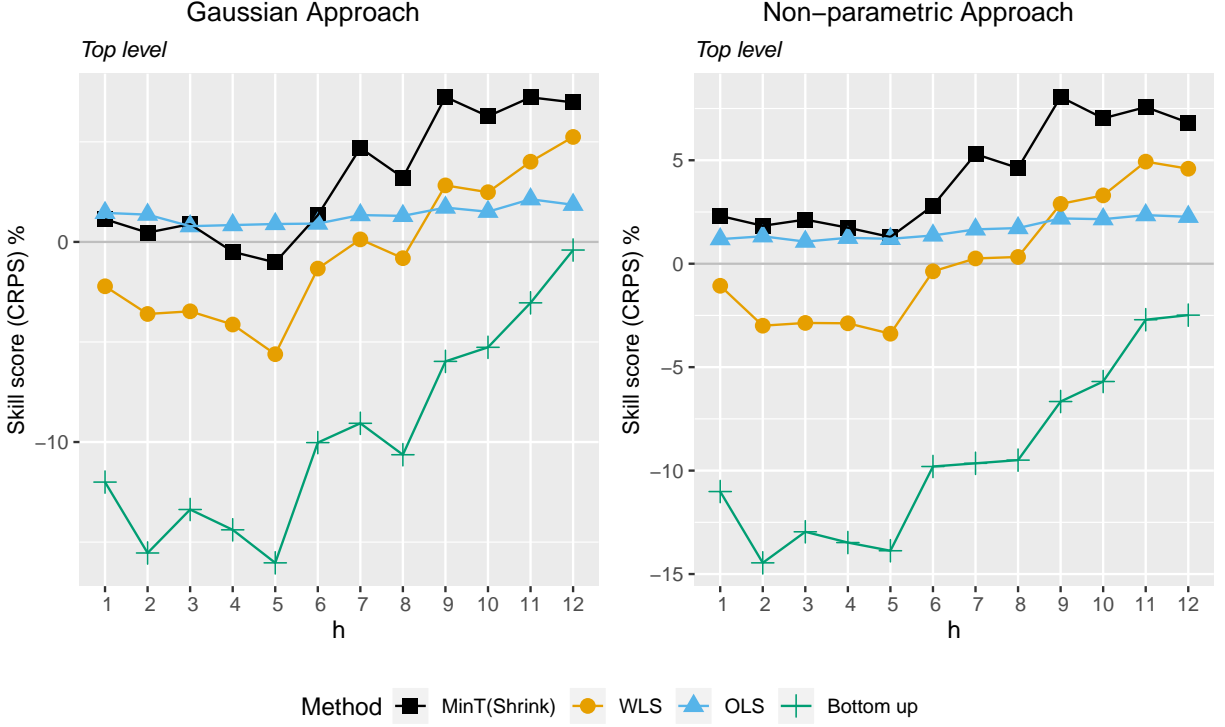 Gaussian Approach
Top level
Skill score (CRPS) %
0
−10
1 2 3 4 5 6 7 8 9 10 11 12
h
Non−parametric Approach
Top level
Skill score (CRPS) %
5
0
−5
−10
−15
1 2 3 4 5 6 7 8 9 10 11 12
h
Method MinT(Shrink) WLS OLS Bottom up